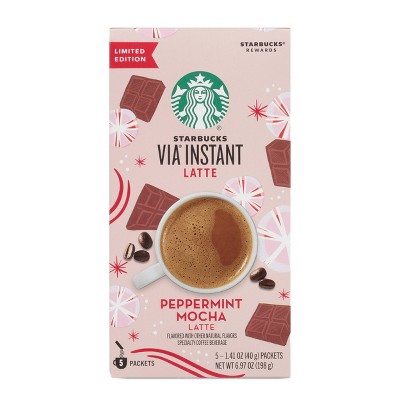 LIMITED
EDITION
STARBUCKS®
REWARDS
STARBUCKS
VIA® INSTANT
LATTE
PEPPERMINT
MOCHA
LATTE
FLAVORED WITH OTHER NATURAL FLAVORS
SPECIALTY COFFEE BEVERAGE
5
PACKETS
5 – 1.41 OZ (40 g) PACKETS
NET WT 6.97 OZ (198 g)